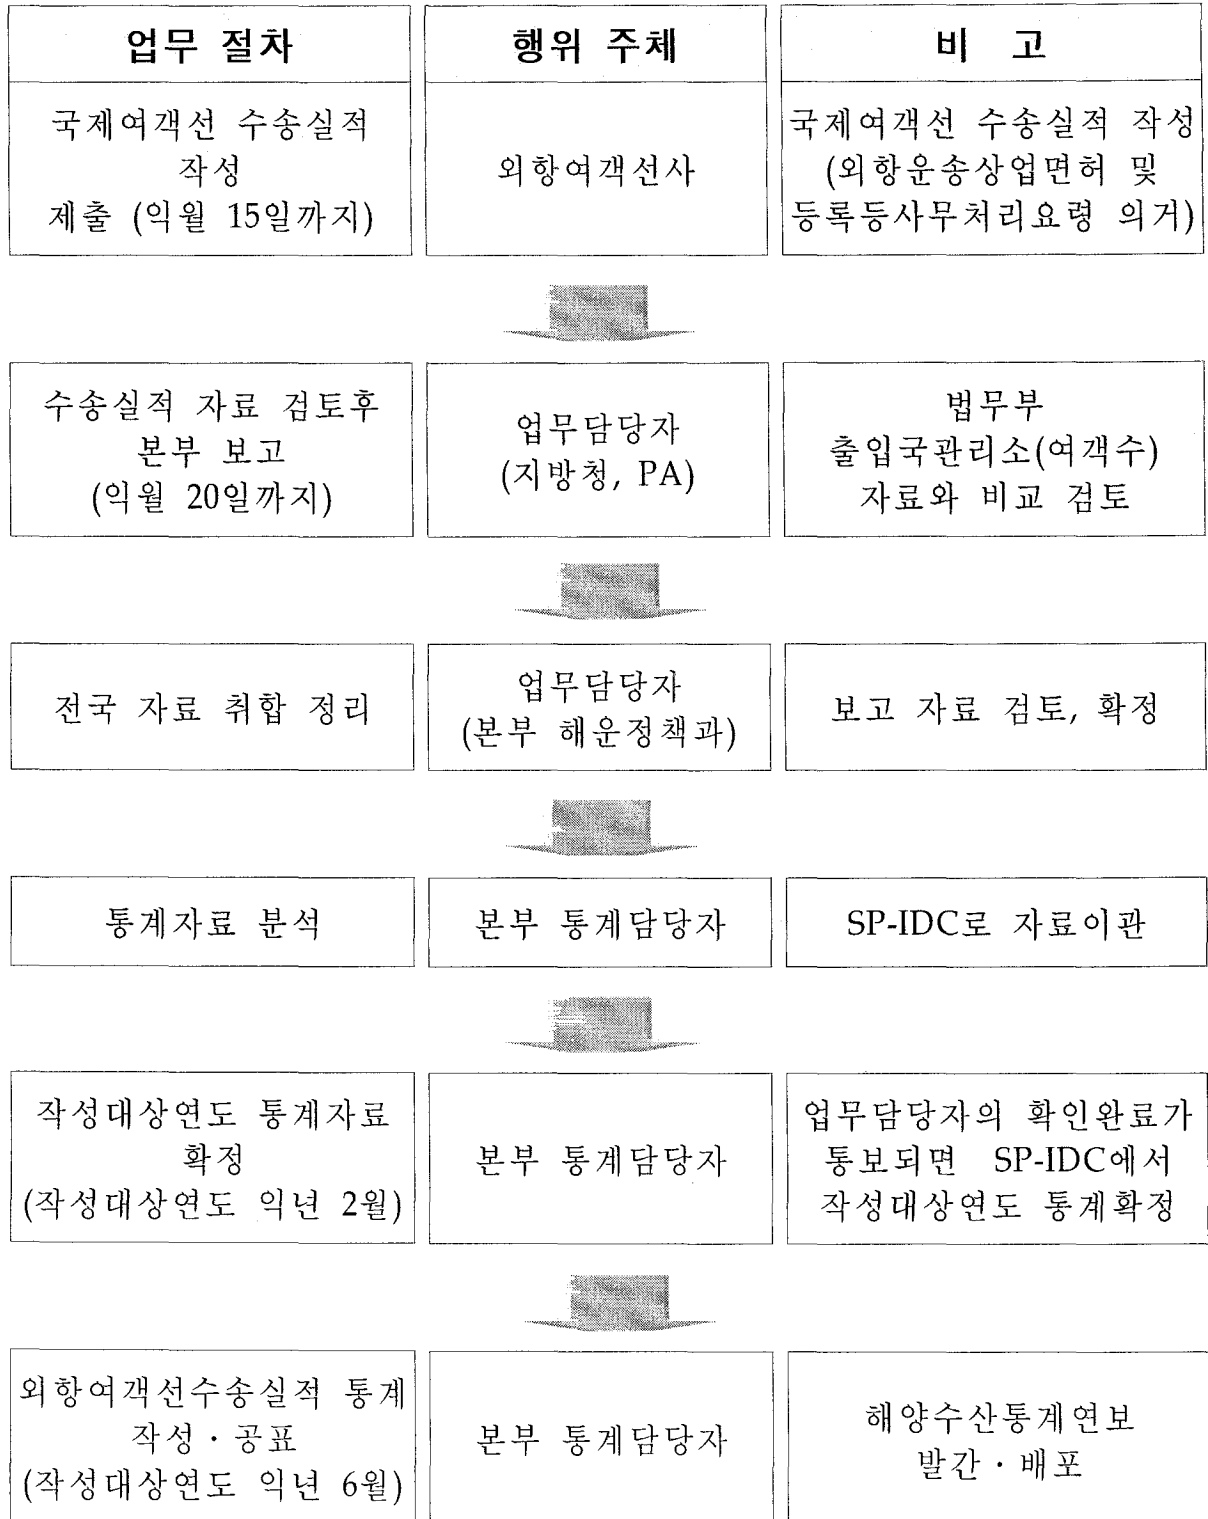 업무 절차
행위 주체
비 고
국제여객선 수송실적
작성
제출 (익월 15일까지)
외항여객선사
국제여객선 수송실적 작성
(외항운송상업면허 및
등록등사무처리요령 의거)
수송실적 자료 검토후
본부 보고
(익월 20일까지)
업무담당자
(지방청, PA)
법무부
출입국관리소(여객수)
자료와 비교 검토
전국 자료 취합 정리
업무담당자
(본부 해운정책과)
보고 자료 검토, 확정
통계자료 분석
본부 통계담당자
SP-IDC로 자료이관
작성대상연도 통계자료
확정
(작성대상연도 익년 2월)
본부 통계담당자
업무담당자의 확인완료가
통보되면 SP-IDC에서
작성대상연도 통계확정
외항여객선수송실적 통계
작성・공표
(작성대상연도 익년 6월)
본부 통계담당자
해양수산통계연보
발간・배포